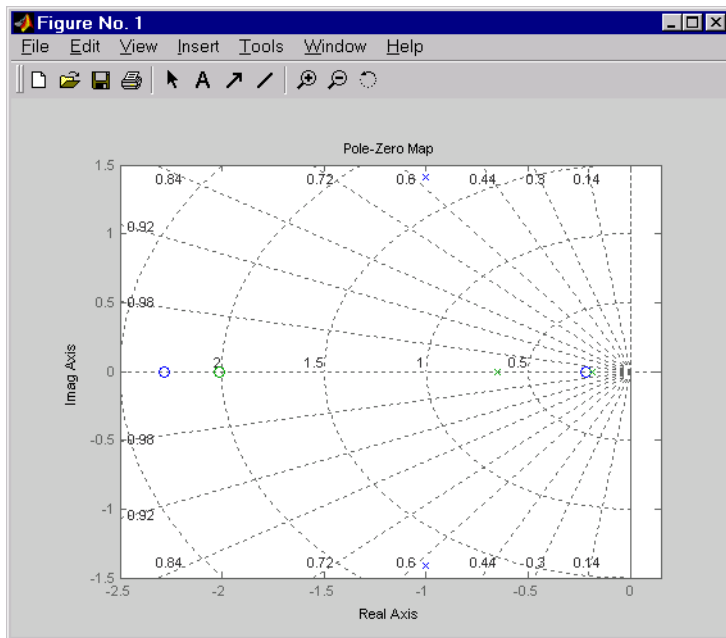 Figure No. 1
File Edit View Insert Tools Window Help
A
Pole-Zero Map
1.5
0.84 0.72 0.6 0.44 0.3 0.14
0.92
1
0.98
0.5
2 1.5 1 0.5
0
Imag Axis
-0.5
0.98
-1
0.92
0.84 0.72 0.6 0.44 0.3 0.14
-1.5
-2.5 -2 -1.5 -1 -0.5 0
Real Axis